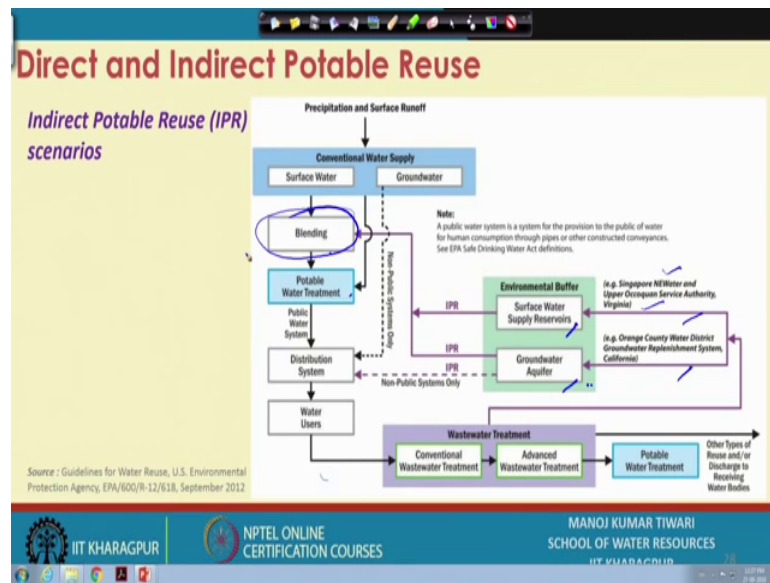 Direct and Indirect Potable Reuse
Indirect Potable Reuse (IPR)
scenarios
Precipitation and Surface Runoff
Conventional Water Supply
Surface Water
Groundwater
Blending
Note:
A public water system is a system for the provision to the public of water
for human consumption through pipes or other constructed conveyances.
See EPA Safe Drinking Water Act definitions.
Non-Public Systems Only
Potable
Water Treatment
Public
Water
System
Environmental Buffer
IPR
Surface Water
Supply Reservoirs
(e.g. Singapore NEWater and
Upper Occoquan Service Authority,
Virginia)
IPR
Groundwater
Aquifer
(e.g. Orange County Water District
Groundwater Replenishment System,
California)
Distribution
System
IPR
Non-Public Systems Only
Water
Users
Wastewater Treatment
Conventional
Wastewater Treatment
Advanced
Wastewater Treatment
Potable
Water Treatment
Other Types of
Reuse and/or
Discharge to
Receiving
Water Bodies
Source : Guidelines for Water Reuse, U.S. Environmental
Protection Agency, EPA/600/R-12/618, September 2012
IIT KHARAGPUR
NPTEL ONLINE
CERTIFICATION COURSES
MANOJ KUMAR TIWARI
SCHOOL OF WATER RESOURCES
IIT KHARAGPUR
28